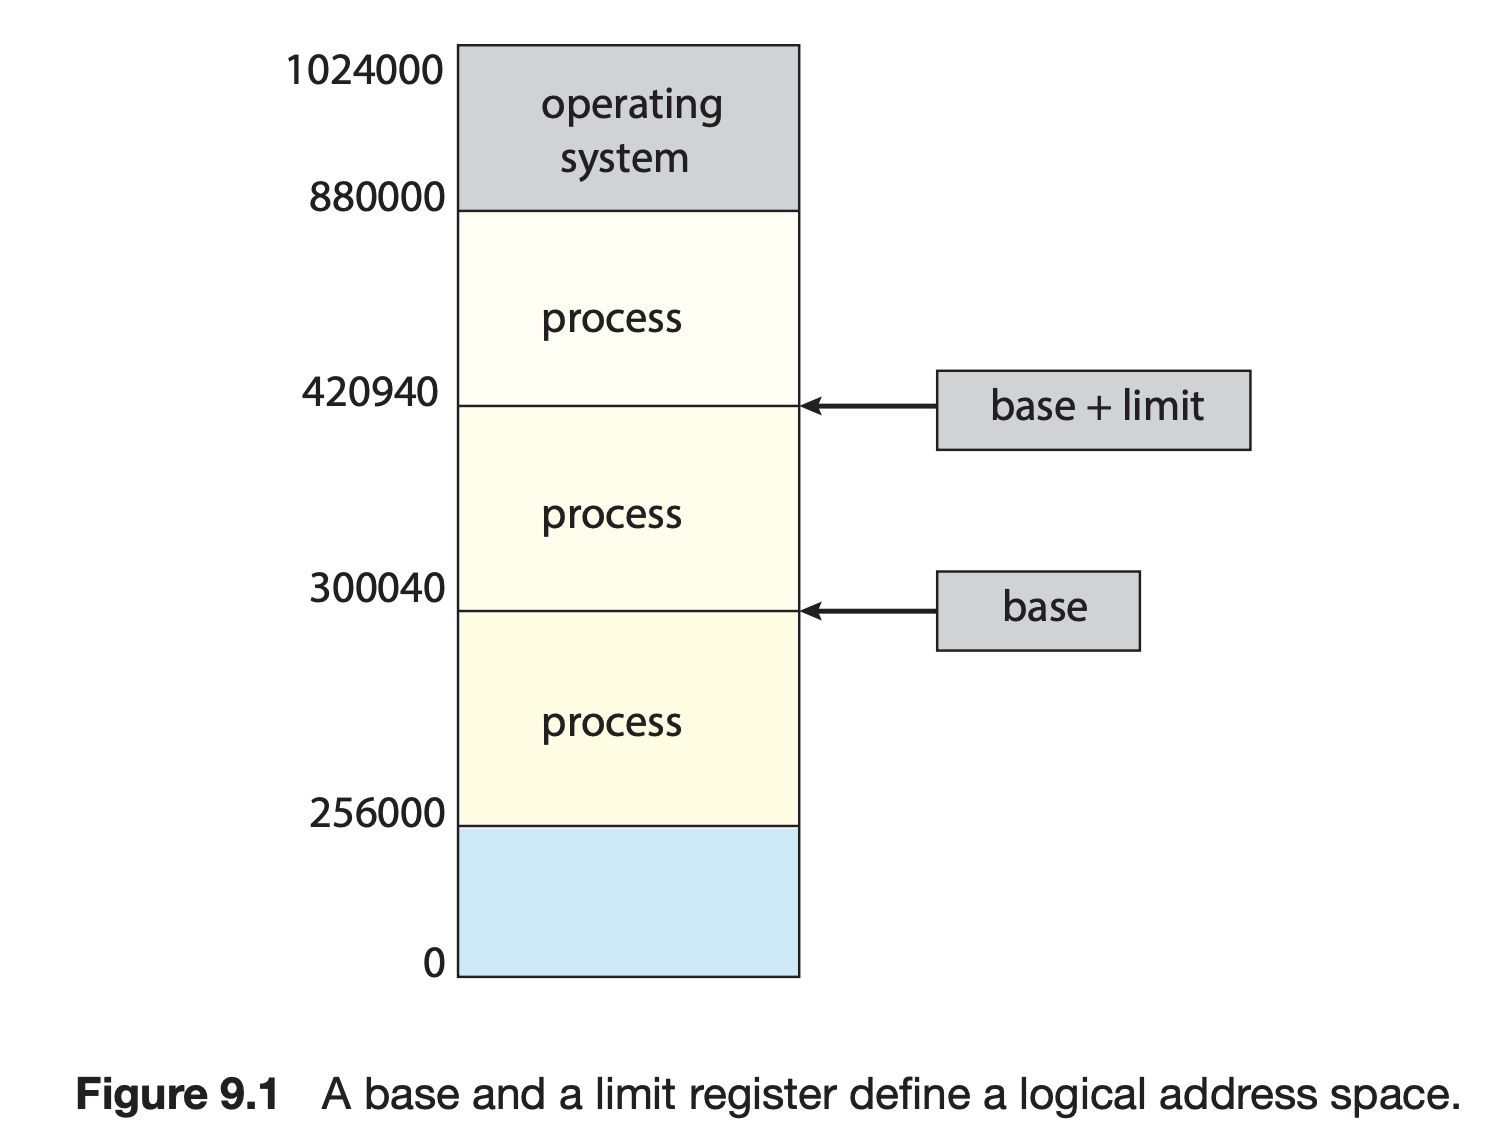 1024000
operating
system
880000
process
420940
base + limit
process
300040
base
process
256000
0
Figure 9.1 A base and a limit register define a logical address space.